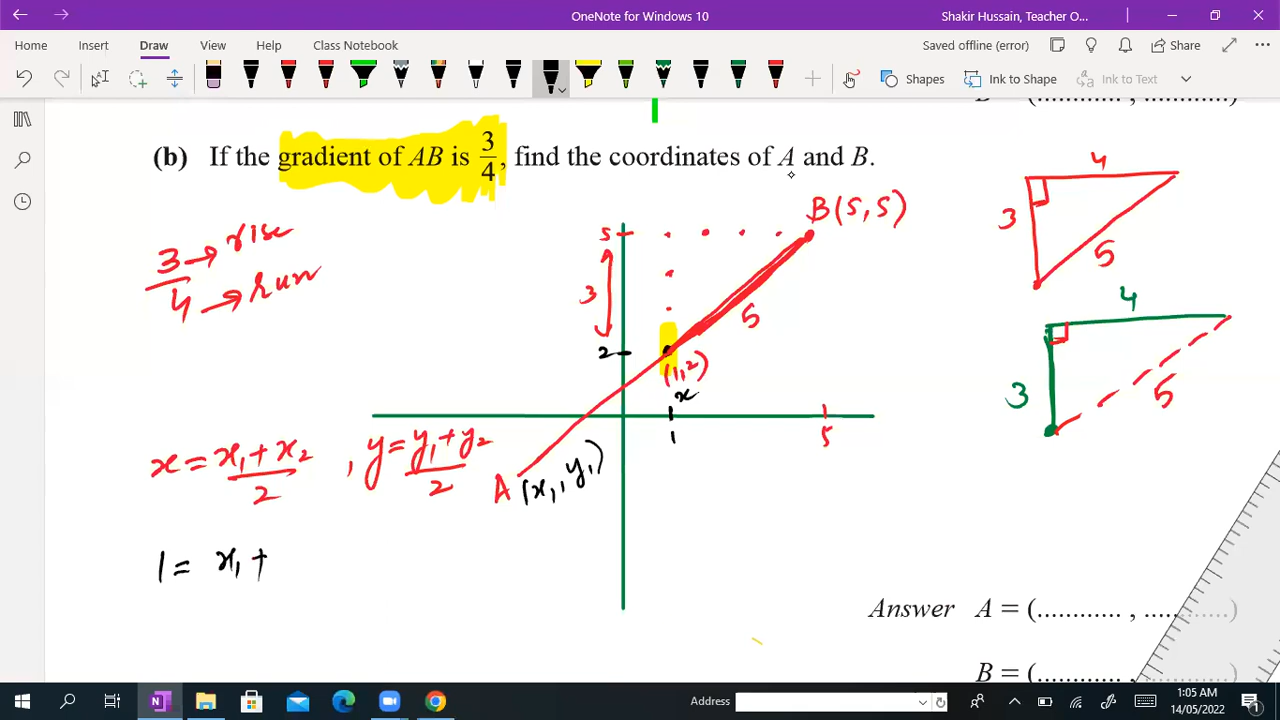 OneNote for Windows 10
Shakir Hussain, Teacher O...
Home Insert Draw View Help Class Notebook
Saved offline (error) Share
Shapes Ink to Shape Ink to Text
(b) If the gradient of AB is 3/4, find the coordinates of A and B.
3 → rise
4 → run
B(5, 5)
5
3
5
2
(1,2)
x
1
5
A (x₁, y₁)
4
3
5
4
3
5
x = x₁ + x₂ / 2 , y = y₁ + y₂ / 2
1 = x₁ +
Answer A = (............ , ............)
B = (............ , ............)
Address
1:05 AM
14/05/2022